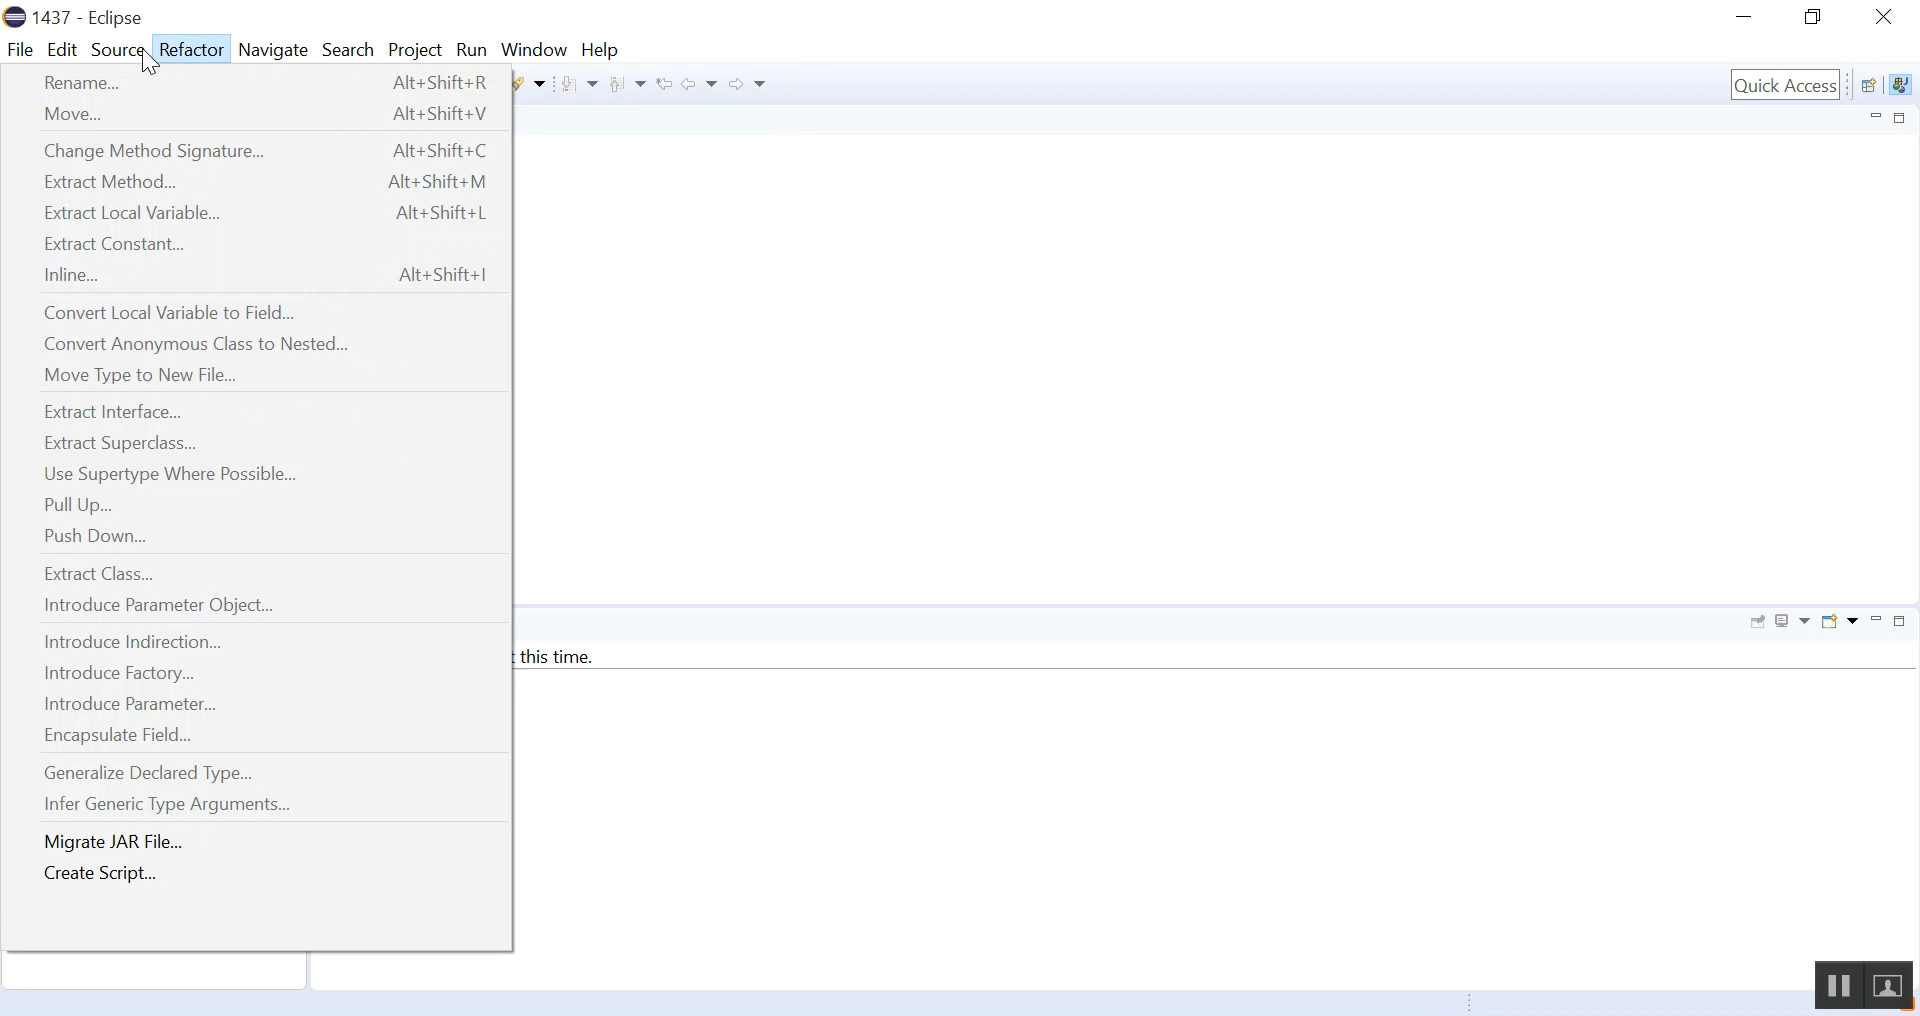 1437 - Eclipse
File Edit Source Refactor Navigate Search Project Run Window Help
Quick Access
Rename... Alt+Shift+R
Move... Alt+Shift+V
Change Method Signature... Alt+Shift+C
Extract Method... Alt+Shift+M
Extract Local Variable... Alt+Shift+L
Extract Constant...
Inline... Alt+Shift+I
Convert Local Variable to Field...
Convert Anonymous Class to Nested...
Move Type to New File...
Extract Interface...
Extract Superclass...
Use Supertype Where Possible...
Pull Up...
Push Down...
Extract Class...
Introduce Parameter Object...
Introduce Indirection...
Introduce Factory...
Introduce Parameter...
Encapsulate Field...
Generalize Declared Type...
Infer Generic Type Arguments...
Migrate JAR File...
Create Script...
this time.